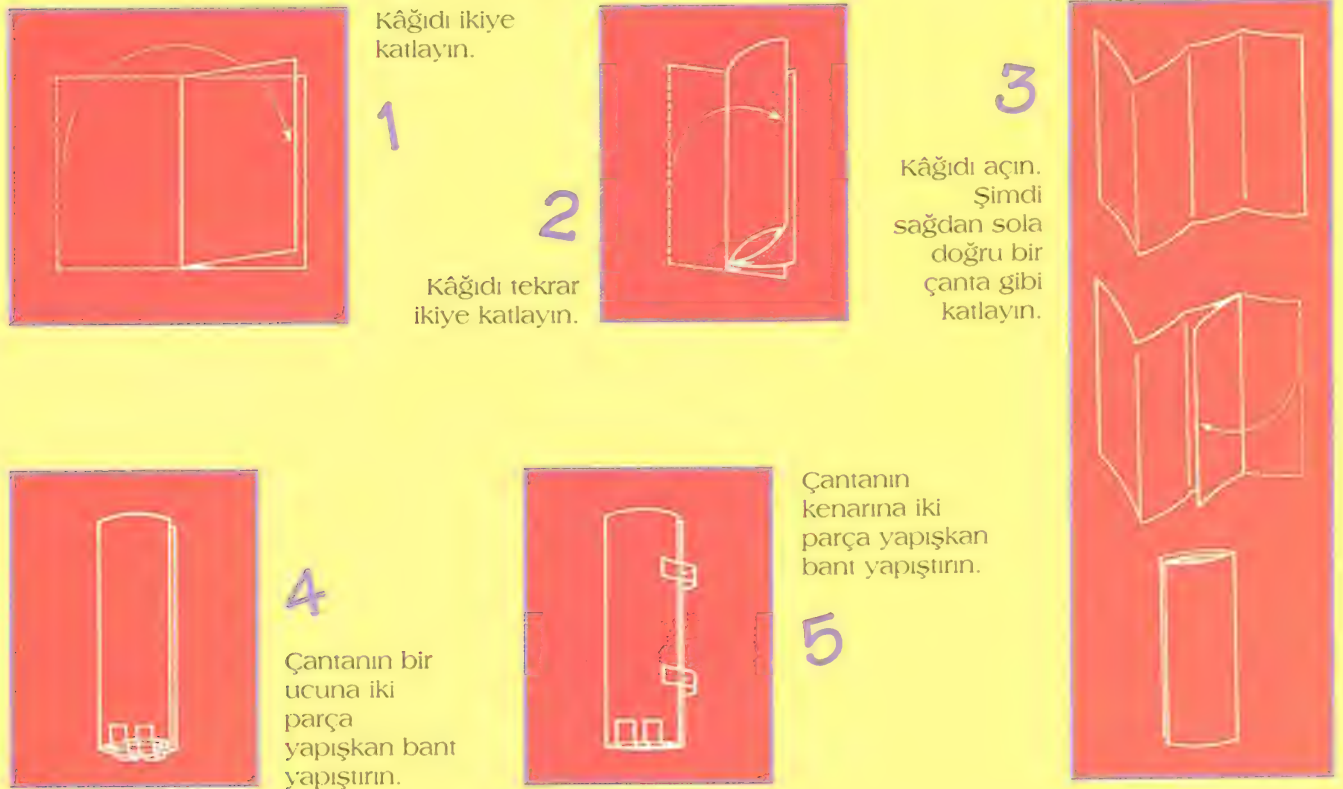 Kâğıdı ikiye
katlayın.
1
2
Kâğıdı tekrar
ikiye katlayın.
3
Kâğıdı açın.
Şimdi
sağdan sola
doğru bir
çanta gibi
katlayın.
4
Çantanın bir
ucuna iki
parça
yapışkan bant
yapıştırın.
Çantanın
kenarına iki
parça yapışkan
bant yapıştırın.
5